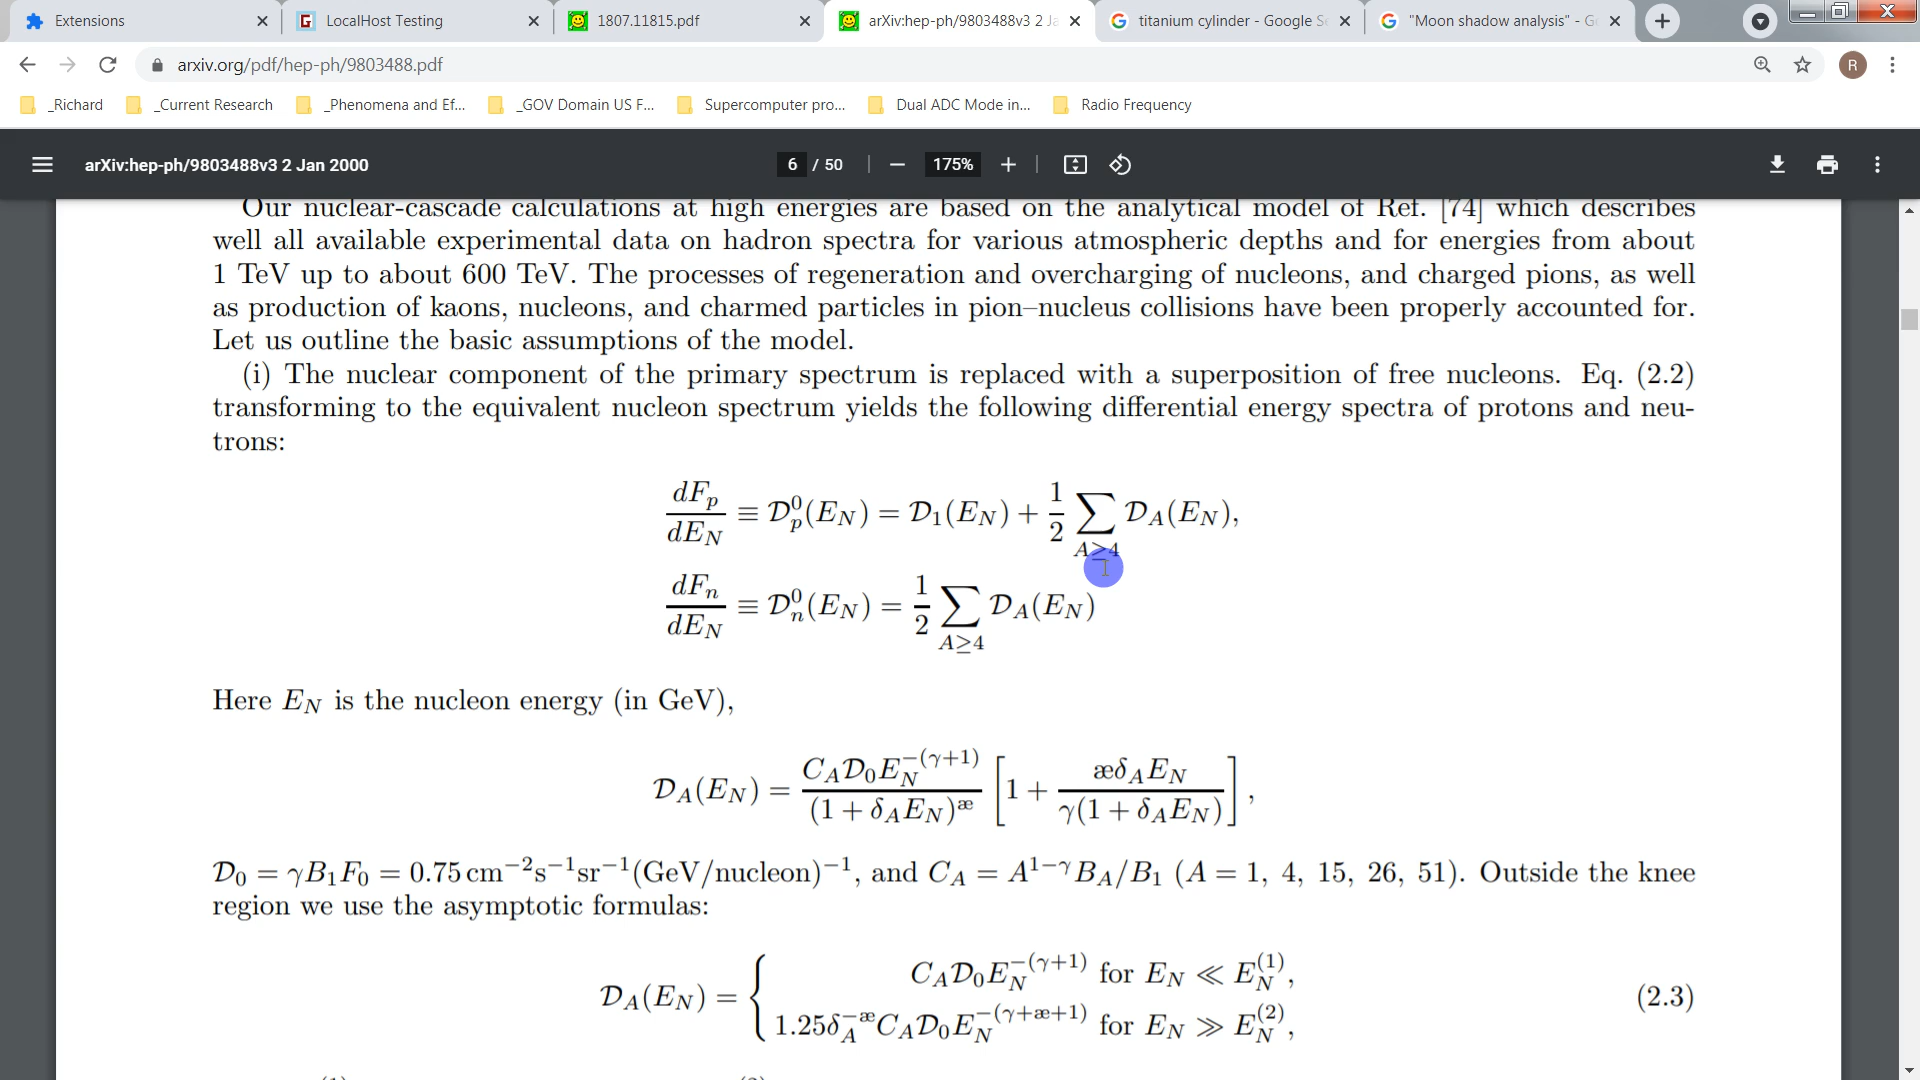 Extensions
LocalHost Testing
1807.11815.pdf
arXiv:hep-ph/9803488v3 2 Ja
titanium cylinder - Google Se
"Moon shadow analysis" - Go
arxiv.org/pdf/hep-ph/9803488.pdf
R
_Richard
_Current Research
_Phenomena and Ef...
_GOV Domain US F...
Supercomputer pro...
Dual ADC Mode in...
Radio Frequency
arXiv:hep-ph/9803488v3 2 Jan 2000
6 / 50
175%
Our nuclear-cascade calculations at high energies are based on the analytical model of Ref. [74] which describes
well all available experimental data on hadron spectra for various atmospheric depths and for energies from about
1 TeV up to about 600 TeV. The processes of regeneration and overcharging of nucleons, and charged pions, as well
as production of kaons, nucleons, and charmed particles in pion–nucleus collisions have been properly accounted for.
Let us outline the basic assumptions of the model.
(i) The nuclear component of the primary spectrum is replaced with a superposition of free nucleons. Eq. (2.2)
transforming to the equivalent nucleon spectrum yields the following differential energy spectra of protons and neu-
trons:
dF_p/dE_N ≡ D_p^0(E_N) = D_1(E_N) + 1/2 ∑_{A≥4} D_A(E_N),
dF_n/dE_N ≡ D_n^0(E_N) = 1/2 ∑_{A≥4} D_A(E_N)
Here E_N is the nucleon energy (in GeV),
D_A(E_N) = C_A D_0 E_N^{−(γ+1)} / (1 + δ_A E_N)^æ [1 + æδ_A E_N / γ(1 + δ_A E_N)],
D_0 = γB_1F_0 = 0.75 cm^{−2}s^{−1}sr^{−1}(GeV/nucleon)^{−1}, and C_A = A^{1−γ}B_A/B_1 (A = 1, 4, 15, 26, 51). Outside the knee
region we use the asymptotic formulas:
D_A(E_N) = { C_A D_0 E_N^{−(γ+1)} for E_N ≪ E_N^{(1)},
1.25δ_A^{−æ} C_A D_0 E_N^{−(γ+æ+1)} for E_N ≫ E_N^{(2)}, (2.3)